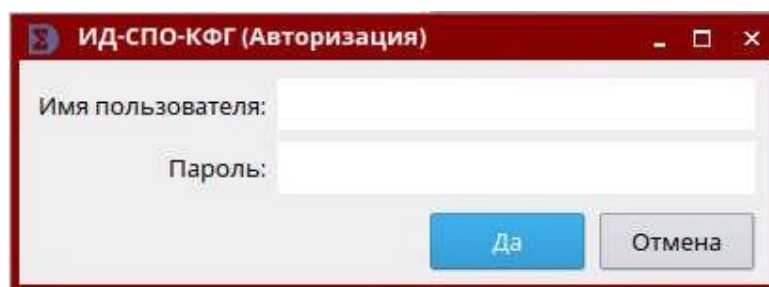 ИД-СПО-КФГ (Авторизация)
Имя пользователя:
Пароль:
Да Отмена